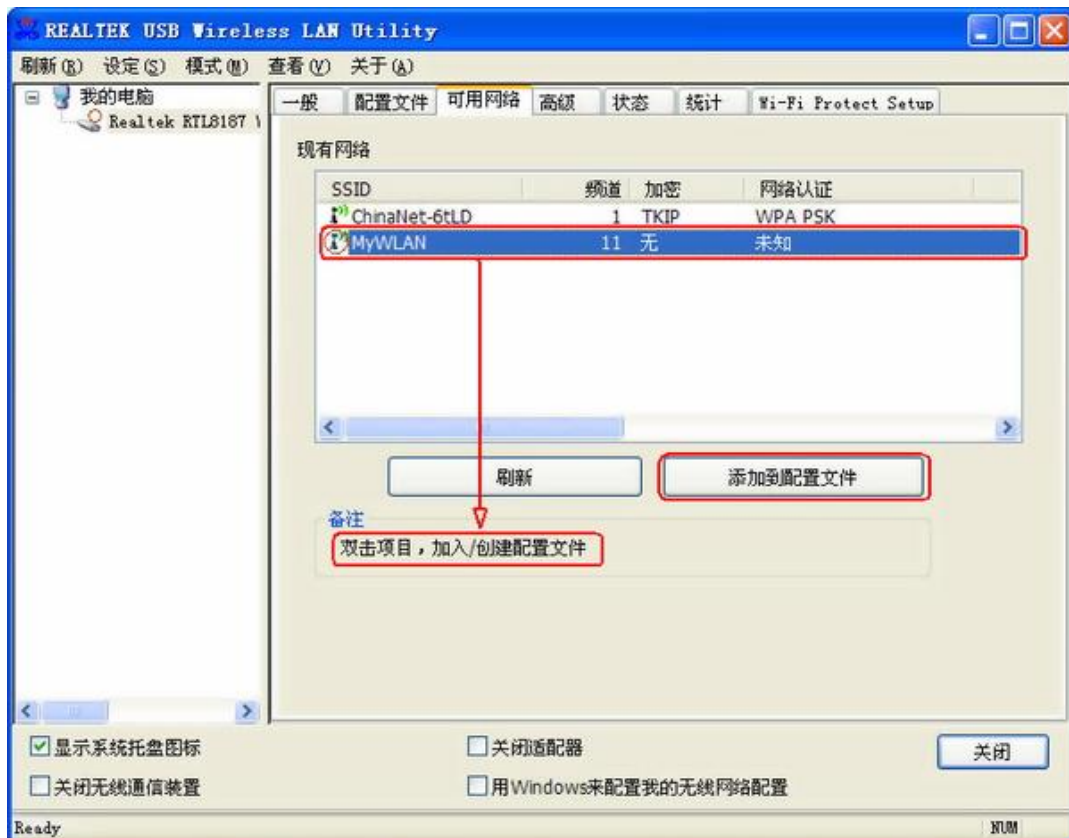 REALTEK USB Wireless LAN Utility
刷新(R) 设定(S) 模式(M) 查看(V) 关于(A)
我的电脑
Realtek RTL8187
一般 配置文件 可用网络 高级 状态 统计 Wi-Fi Protect Setup
现有网络
SSID 频道 加密 网络认证
ChinaNet-6tLD 1 TKIP WPA PSK
MyWLAN 11 无 未知
刷新 添加到配置文件
备注
双击项目，加入/创建配置文件
显示系统托盘图标 关闭适配器 关闭
关闭无线通信装置 用Windows来配置我的无线网络配置
Ready NUM